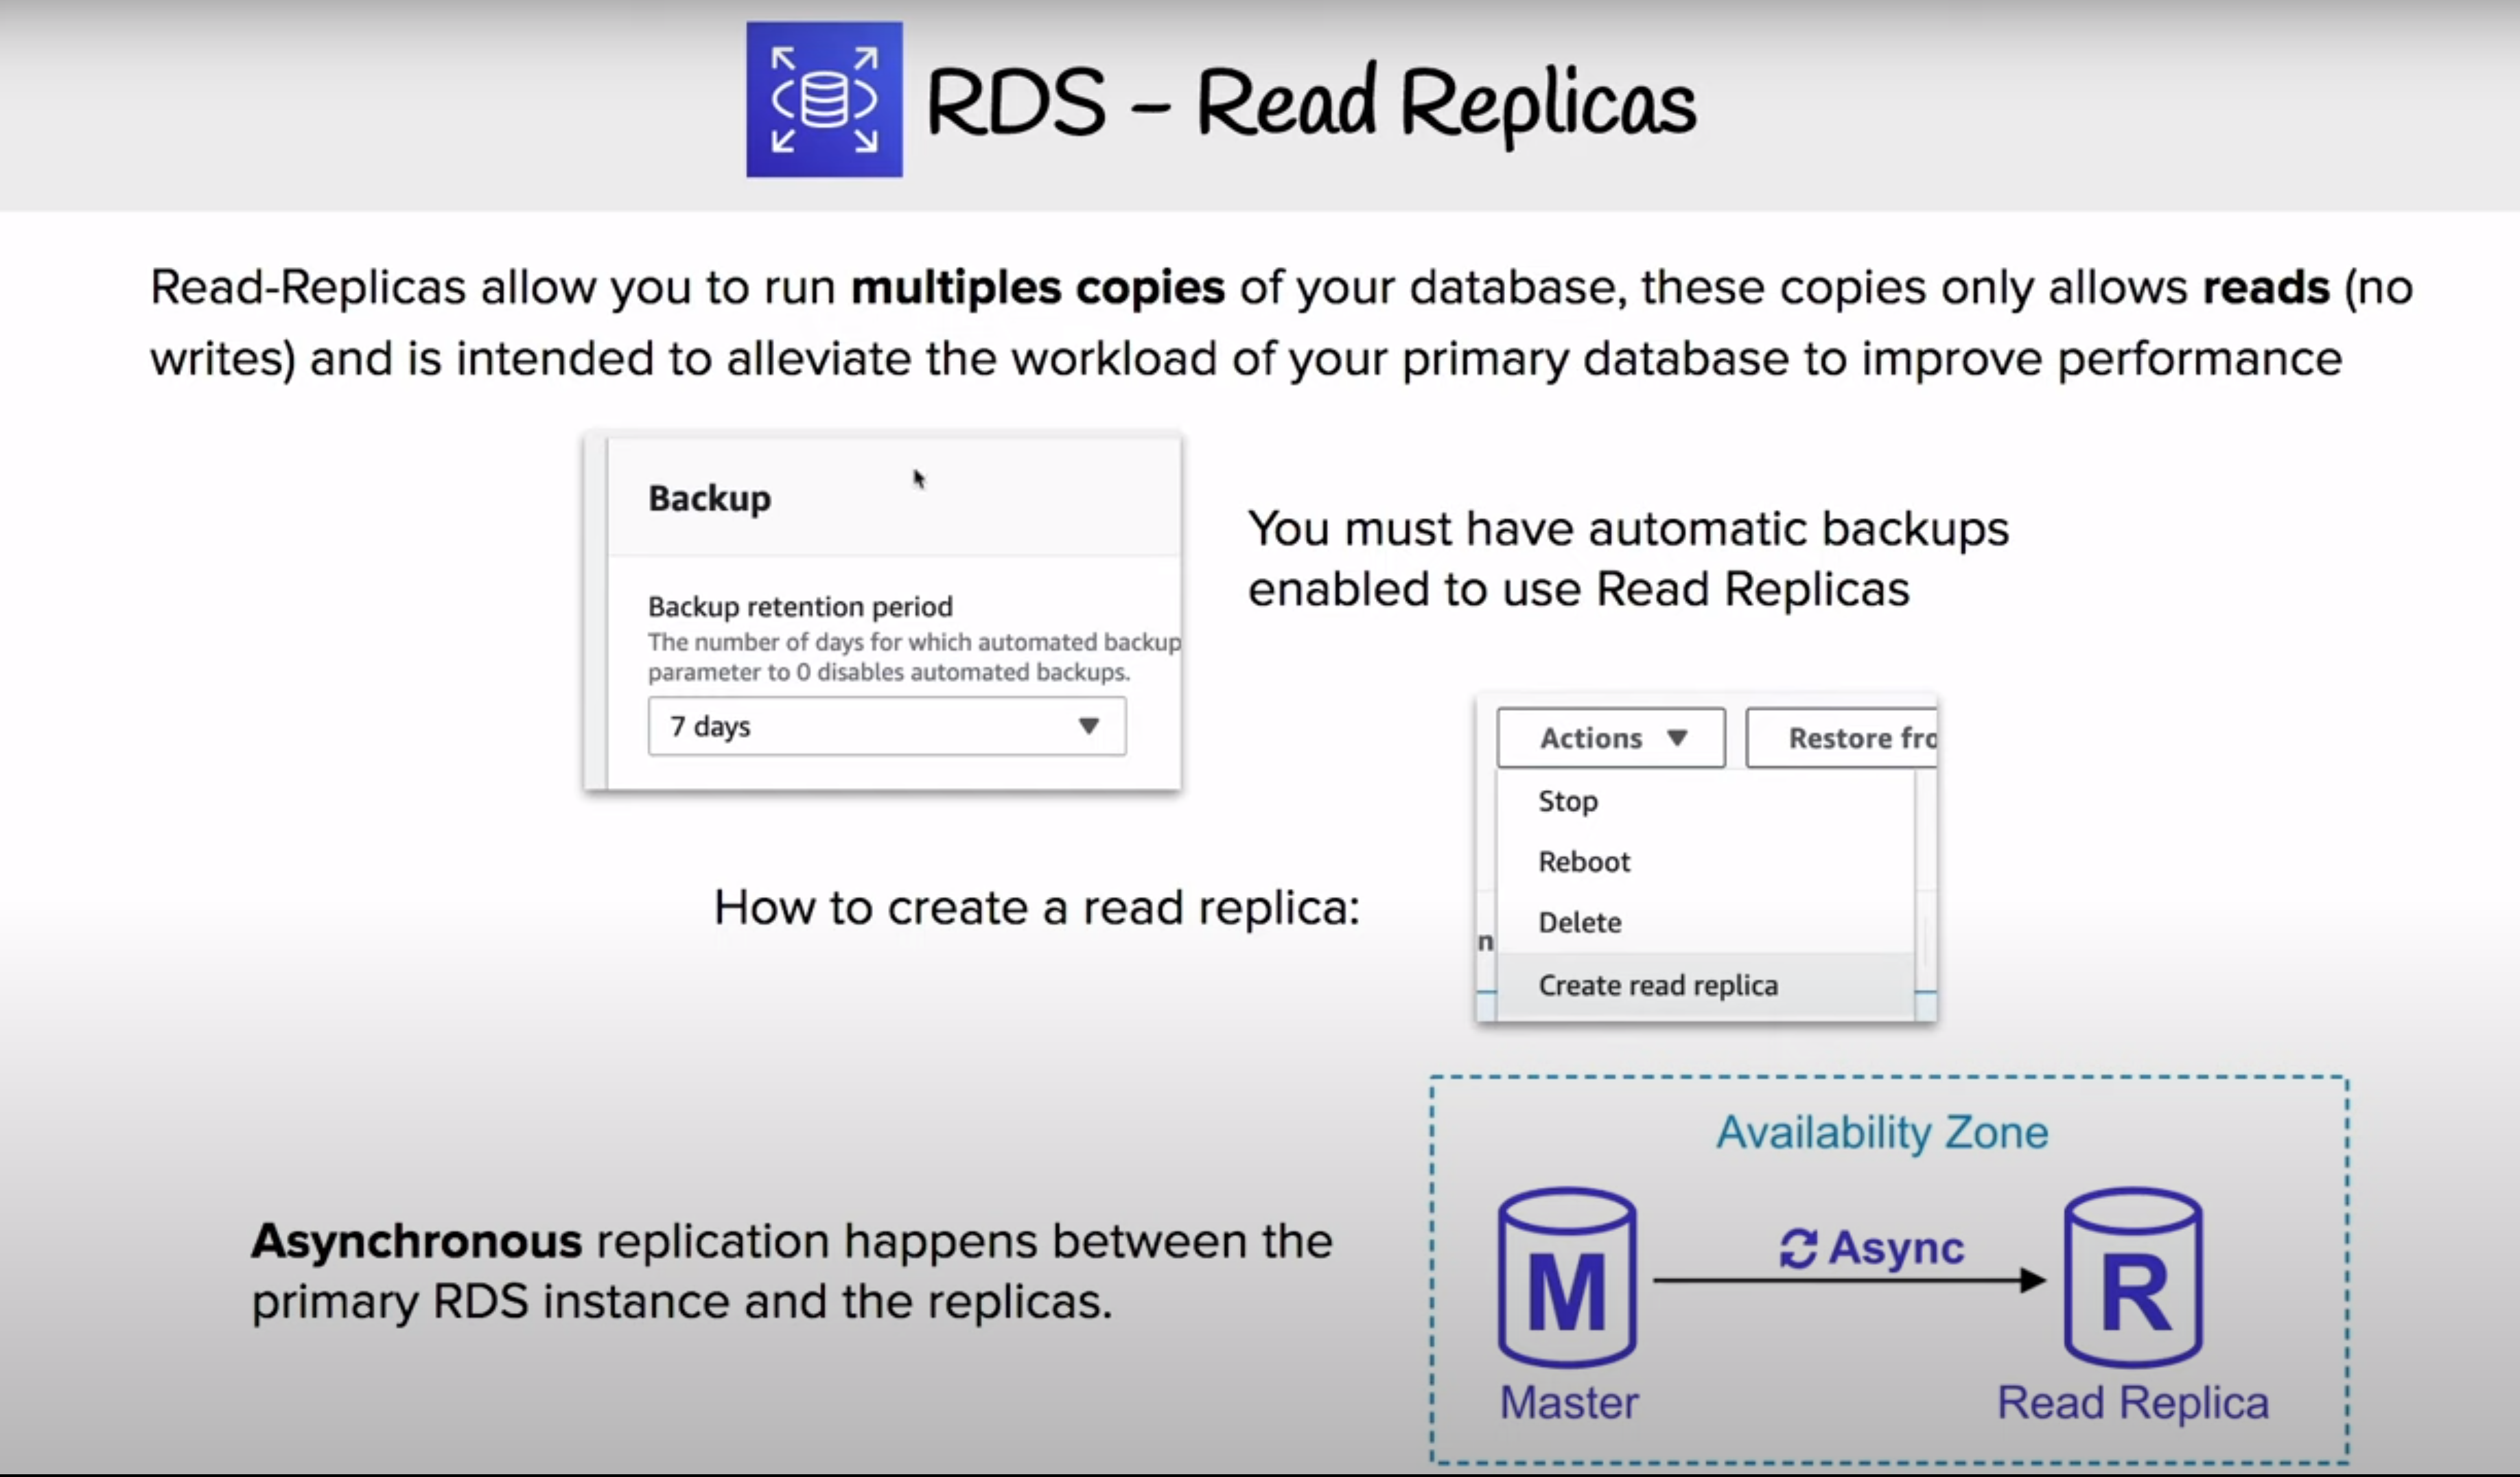 RDS – Read Replicas
Read-Replicas allow you to run multiples copies of your database, these copies only allows reads (no
writes) and is intended to alleviate the workload of your primary database to improve performance
Backup
Backup retention period
The number of days for which automated backup
parameter to 0 disables automated backups.
7 days
You must have automatic backups
enabled to use Read Replicas
How to create a read replica:
Actions
Restore fro
Stop
Reboot
Delete
n
Create read replica
Asynchronous replication happens between the
primary RDS instance and the replicas.
Availability Zone
M
Async
R
Master
Read Replica